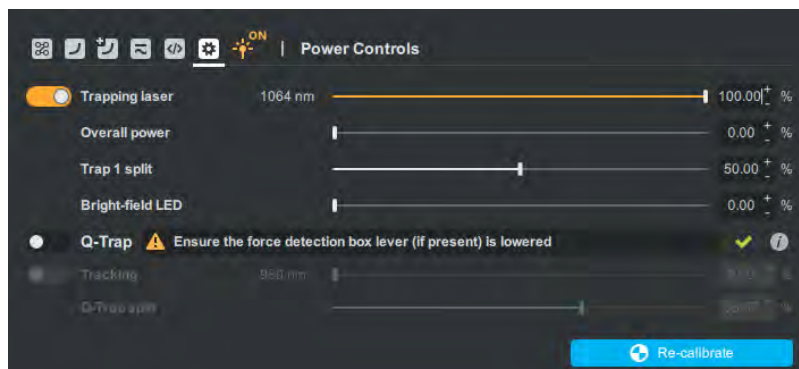 ON
</> | Power Controls
Trapping laser 1064 nm 100.00 + - %
Overall power 0.00 + - %
Trap 1 split 50.00 + - %
Bright-field LED 0.00 + - %
Q-Trap Ensure the force detection box lever (if present) is lowered i
Tracking 980 nm %
Q-Trap split %
Re-calibrate